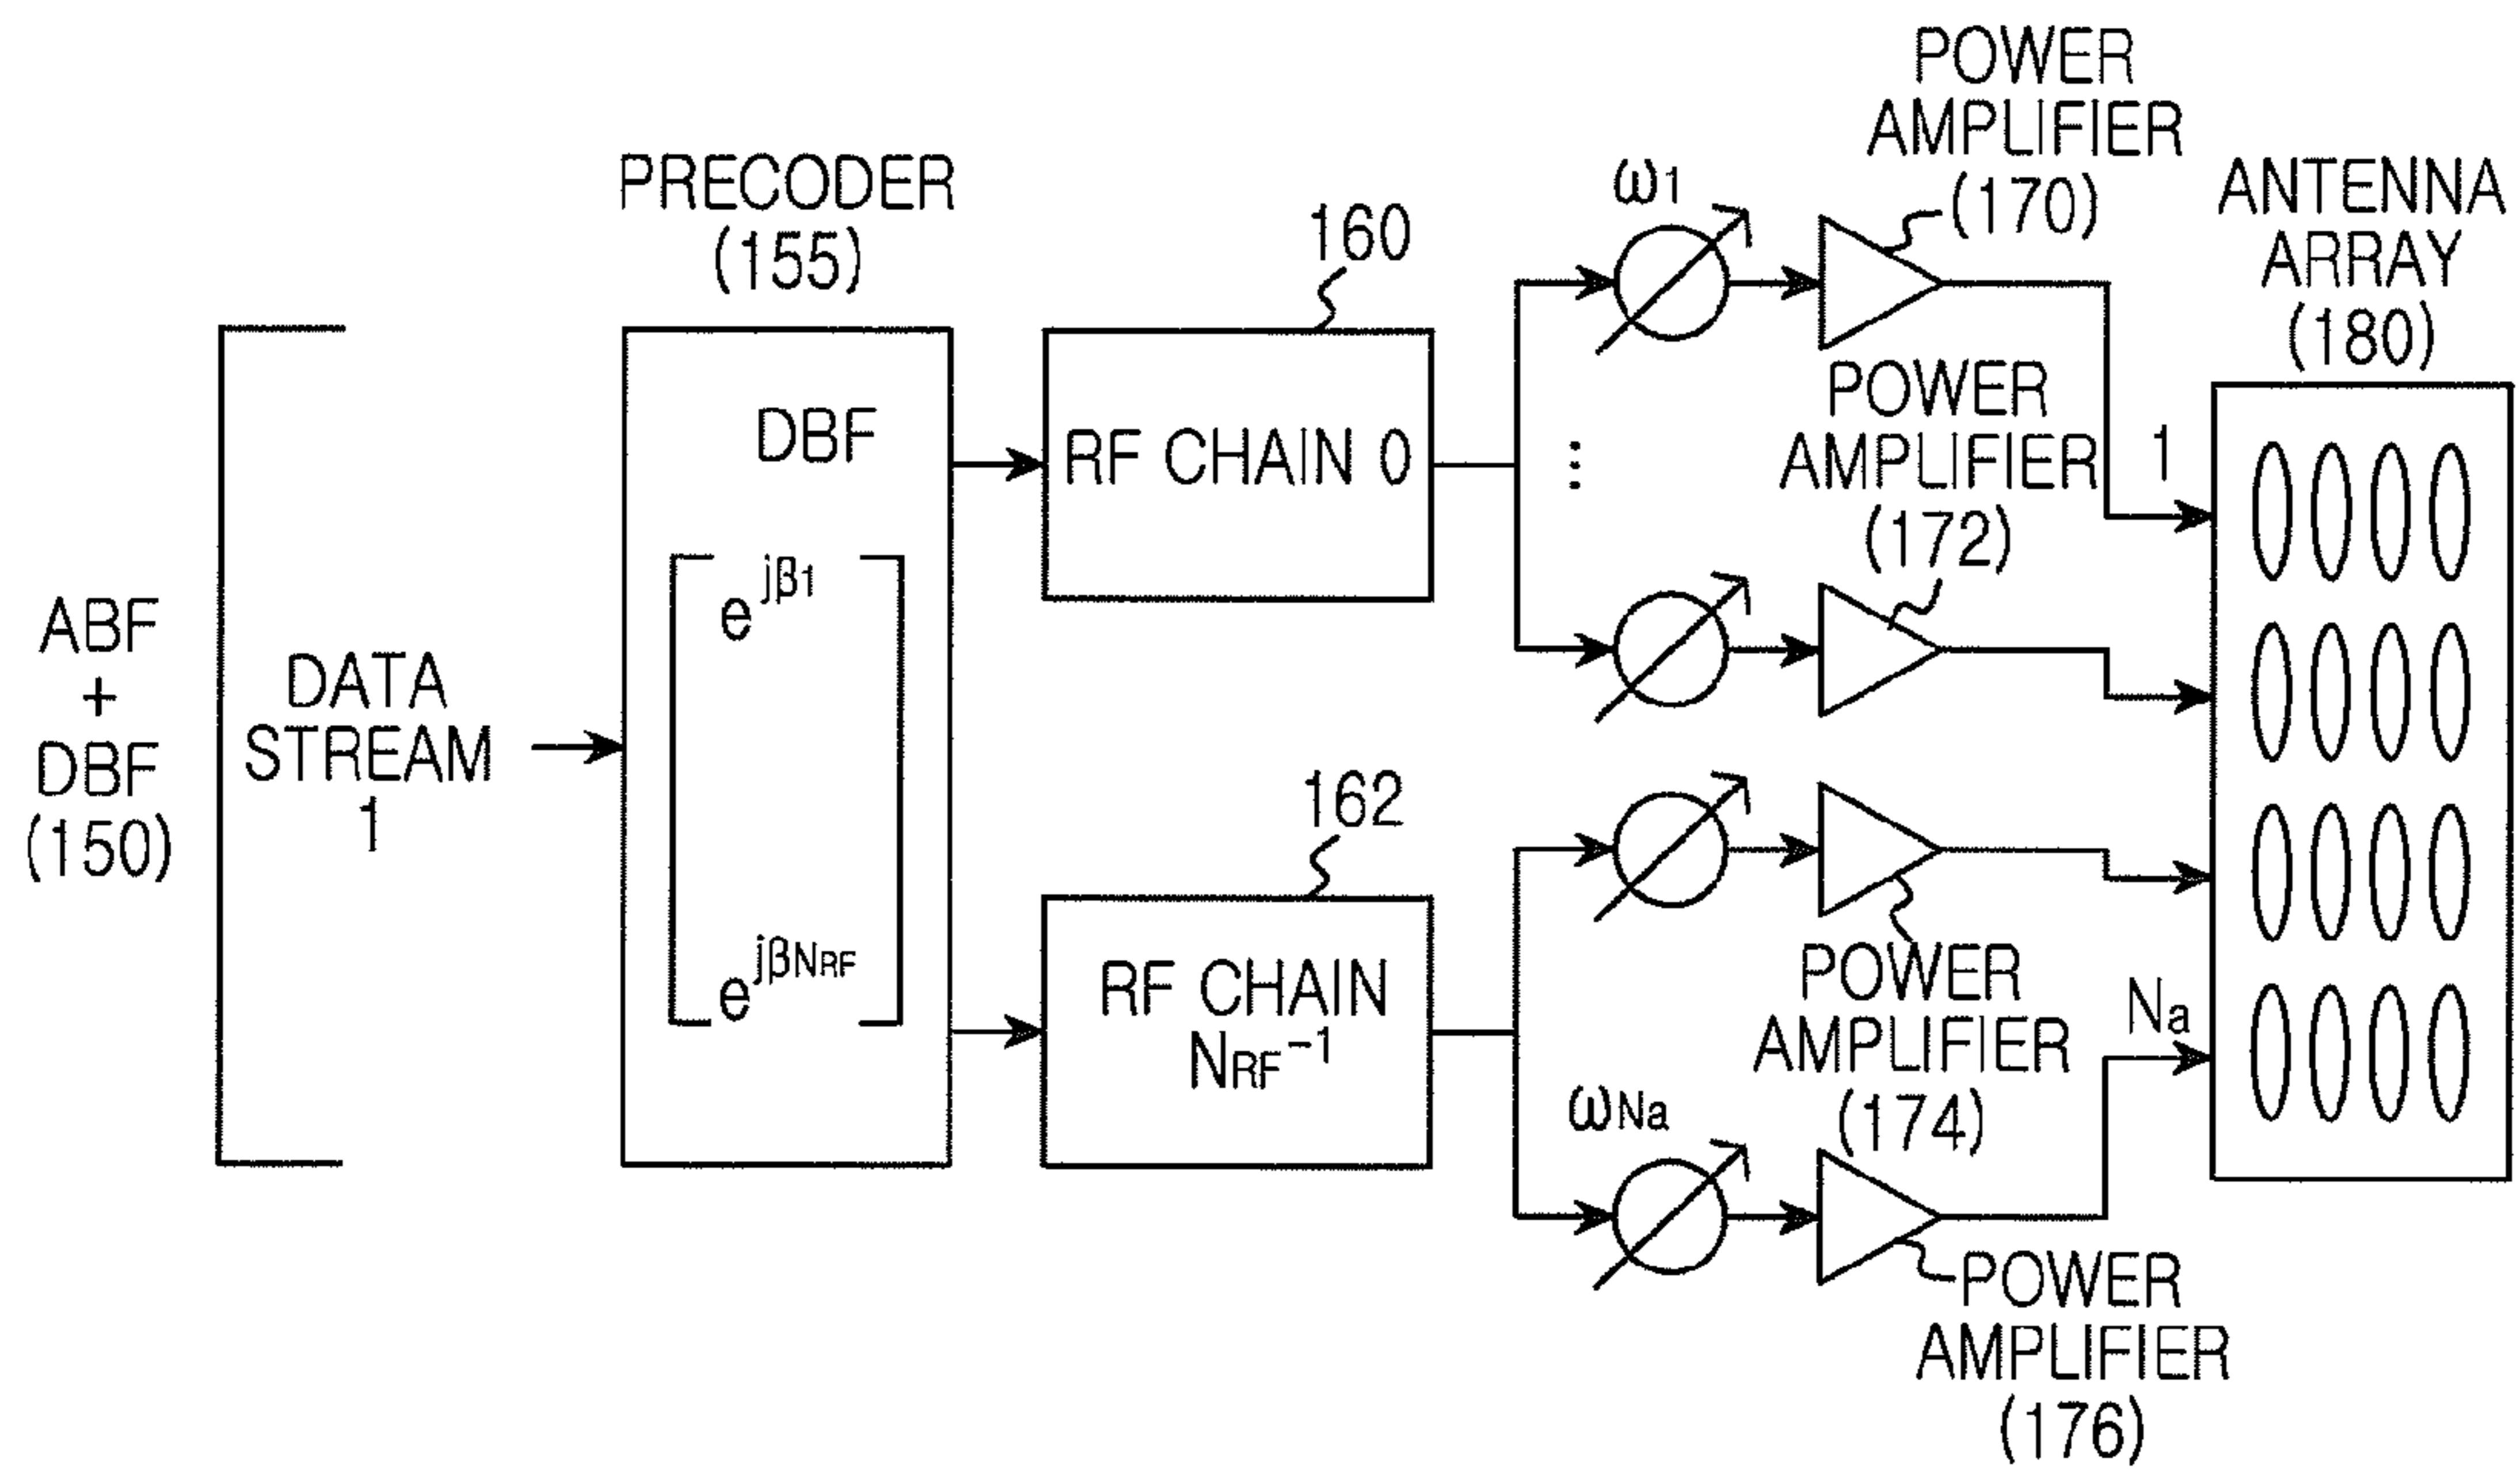 ABF
+
DBF
(150)
DATA
STREAM
1
PRECODER
(155)
DBF
e^jβ1
e^jβNRF
160
RF CHAIN 0
162
RF CHAIN
NRF-1
ω1
⋮
ωNa
POWER
AMPLIFIER
(170)
POWER
AMPLIFIER
(172)
POWER
AMPLIFIER
(174)
POWER
AMPLIFIER
(176)
1
Na
ANTENNA
ARRAY
(180)